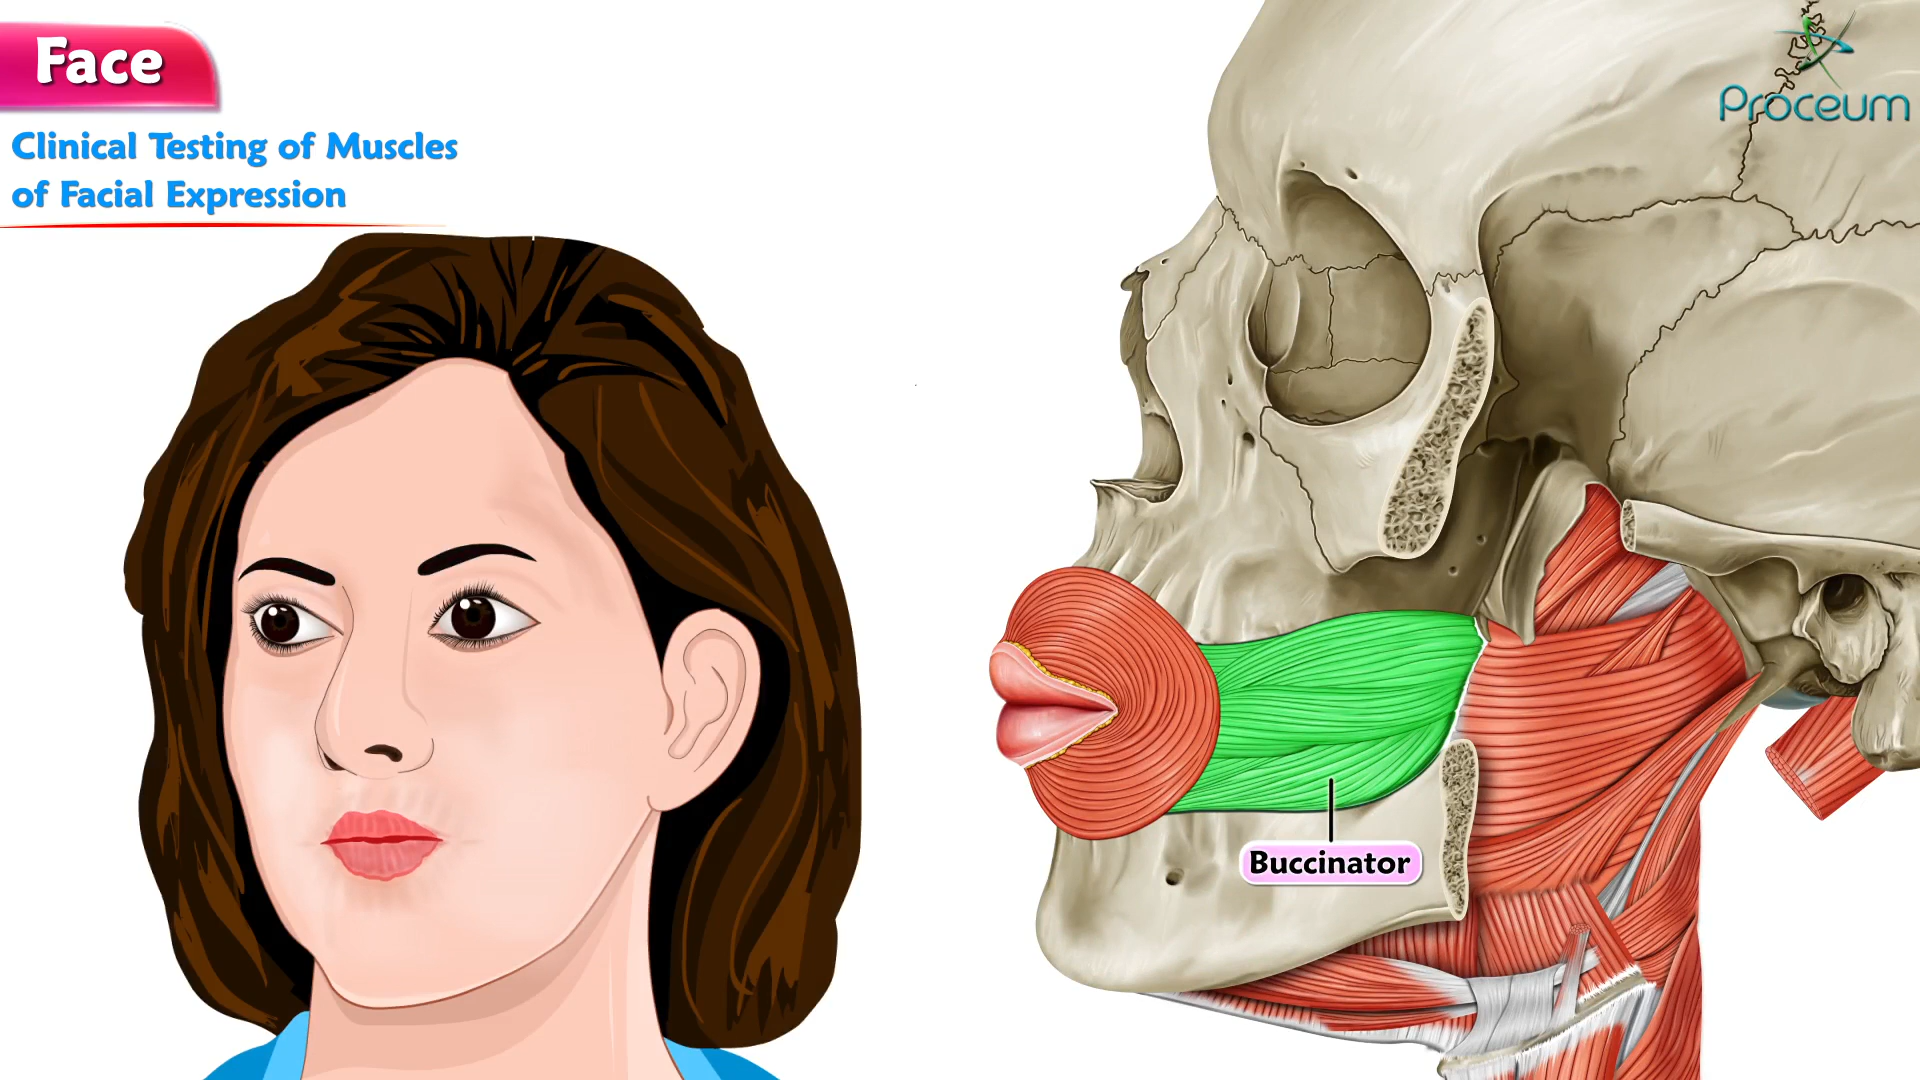 Face
Clinical Testing of Muscles
of Facial Expression
Proceum
Buccinator